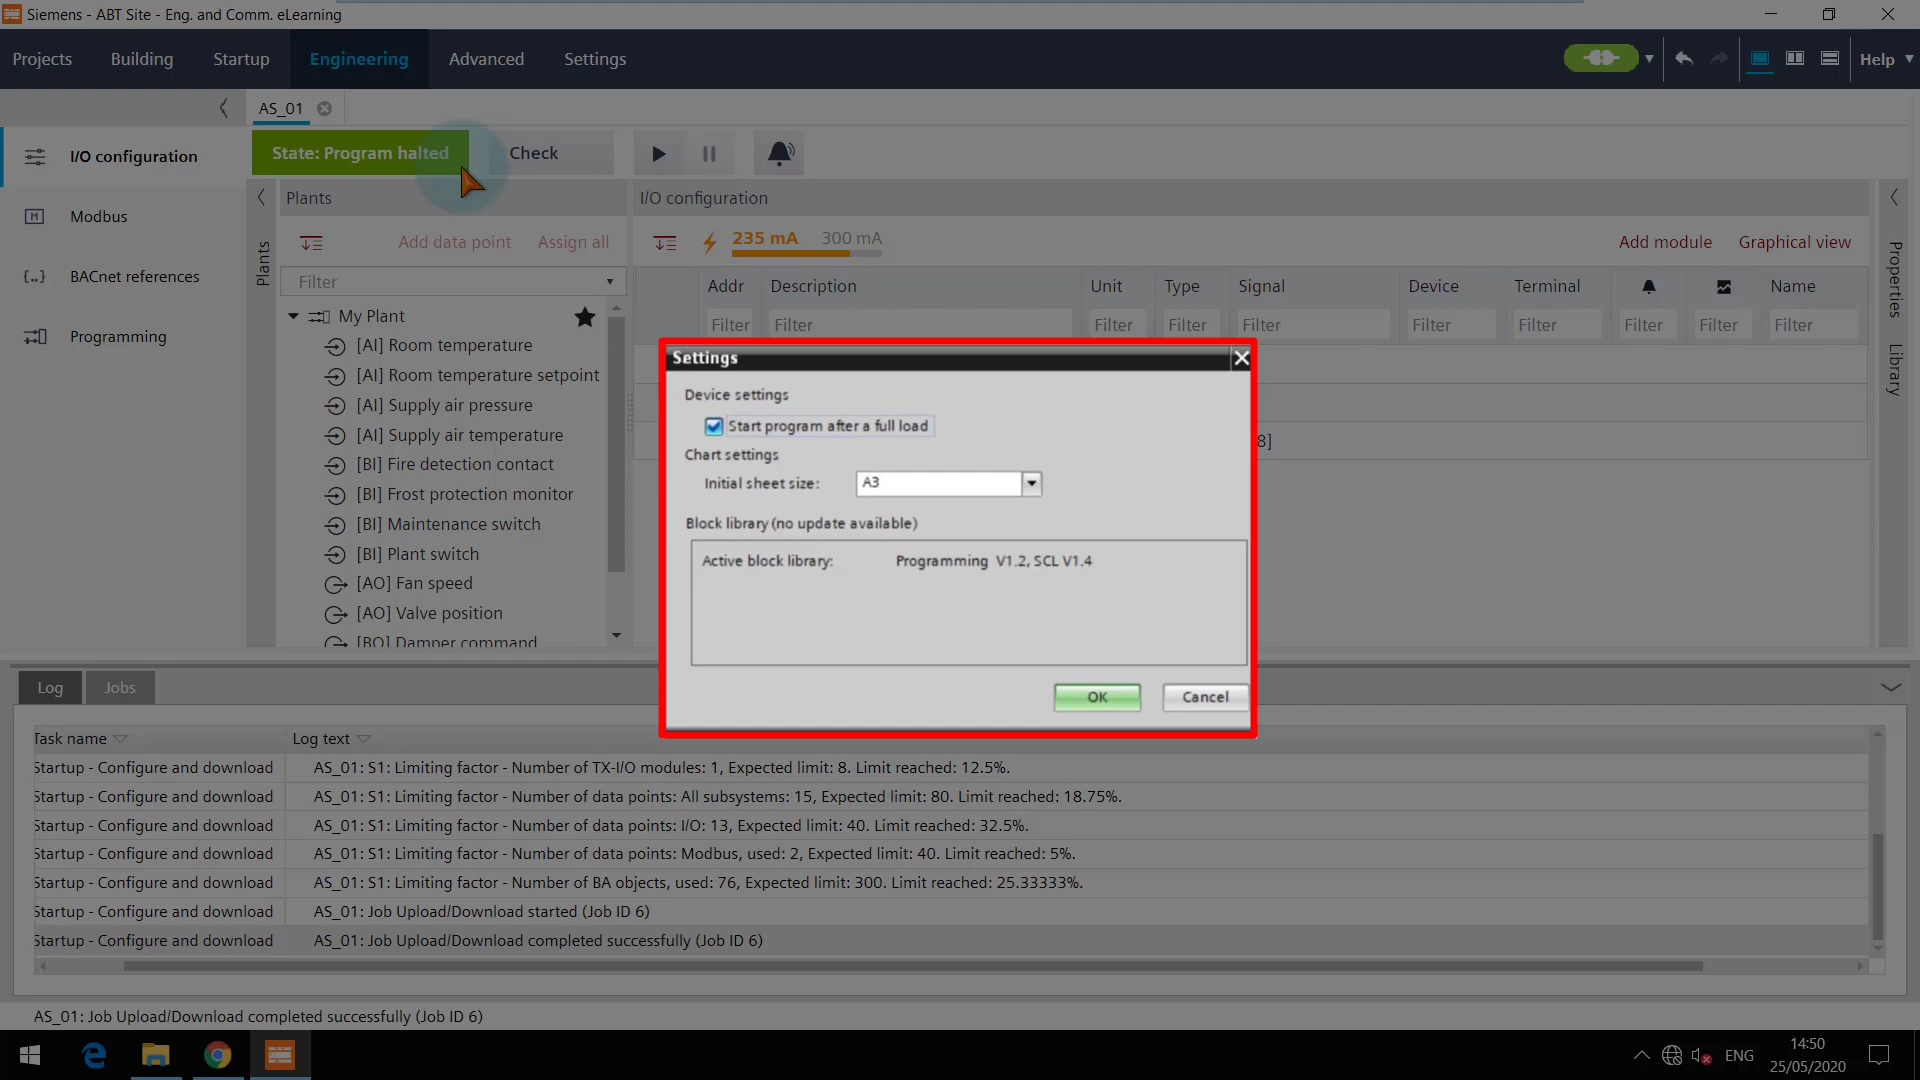 Siemens - ABT Site - Eng. and Comm. eLearning
Projects Building Startup Engineering Advanced Settings Help
AS_01
I/O configuration
Modbus
BACnet references
Programming
State: Program halted Check
Plants
Plants
Add data point Assign all
Filter
My Plant
[AI] Room temperature
[AI] Room temperature setpoint
[AI] Supply air pressure
[AI] Supply air temperature
[BI] Fire detection contact
[BI] Frost protection monitor
[BI] Maintenance switch
[BI] Plant switch
[AO] Fan speed
[AO] Valve position
[BO] Damper command
I/O configuration
235 mA 300 mA Add module Graphical view
Addr Description Unit Type Signal Device Terminal Name
Filter Filter Filter Filter Filter Filter Filter Filter Filter Filter
8]
Properties
Library
Settings
Device settings
Start program after a full load
Chart settings
Initial sheet size: A3
Block library (no update available)
Active block library: Programming V1.2, SCL V1.4
OK Cancel
Log Jobs
Task name Log text
Startup - Configure and download AS_01: S1: Limiting factor - Number of TX-I/O modules: 1, Expected limit: 8. Limit reached: 12.5%.
Startup - Configure and download AS_01: S1: Limiting factor - Number of data points: All subsystems: 15, Expected limit: 80. Limit reached: 18.75%.
Startup - Configure and download AS_01: S1: Limiting factor - Number of data points: I/O: 13, Expected limit: 40. Limit reached: 32.5%.
Startup - Configure and download AS_01: S1: Limiting factor - Number of data points: Modbus, used: 2, Expected limit: 40. Limit reached: 5%.
Startup - Configure and download AS_01: S1: Limiting factor - Number of BA objects, used: 76, Expected limit: 300. Limit reached: 25.33333%.
Startup - Configure and download AS_01: Job Upload/Download started (Job ID 6)
Startup - Configure and download AS_01: Job Upload/Download completed successfully (Job ID 6)
AS_01: Job Upload/Download completed successfully (Job ID 6)
ENG
14:50
25/05/2020